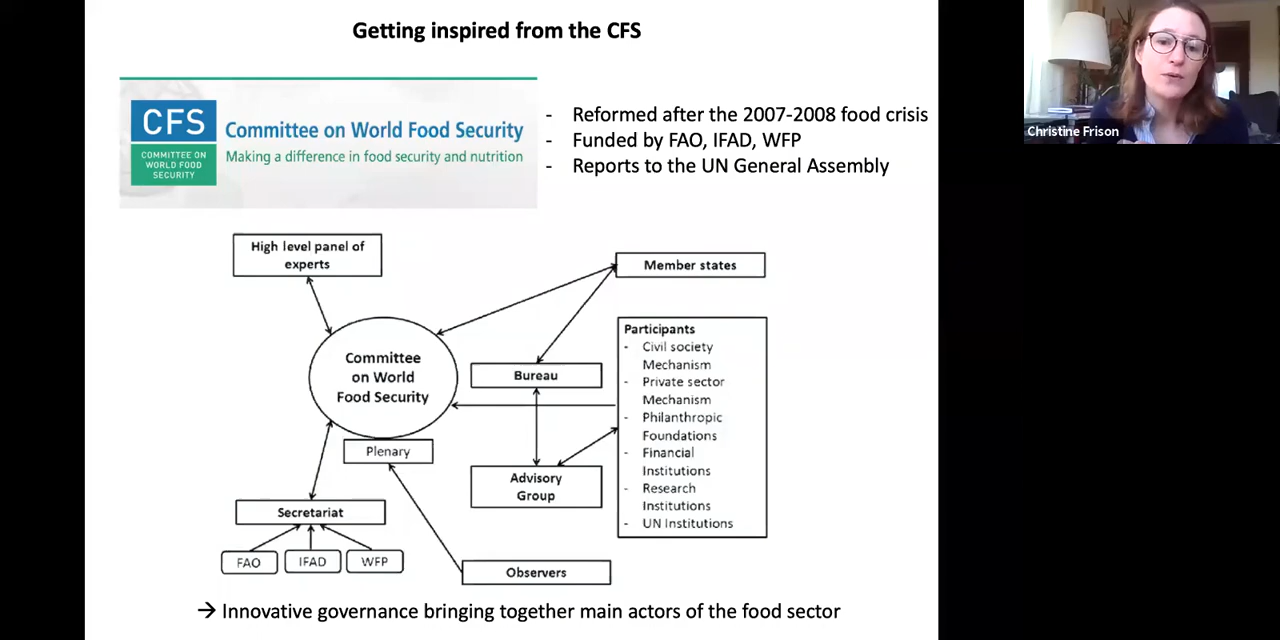 Getting inspired from the CFS
CFS
COMMITTEE ON
WORLD FOOD
SECURITY
Committee on World Food Security
Making a difference in food security and nutrition
- Reformed after the 2007-2008 food crisis
- Funded by FAO, IFAD, WFP
- Reports to the UN General Assembly
Christine Frison
High level panel of
experts
Member states
Committee
on World
Food Security
Bureau
Participants
- Civil society
Mechanism
- Private sector
Mechanism
- Philanthropic
Foundations
- Financial
Institutions
- Research
Institutions
- UN Institutions
Plenary
Advisory
Group
Secretariat
FAO
IFAD
WFP
Observers
→ Innovative governance bringing together main actors of the food sector